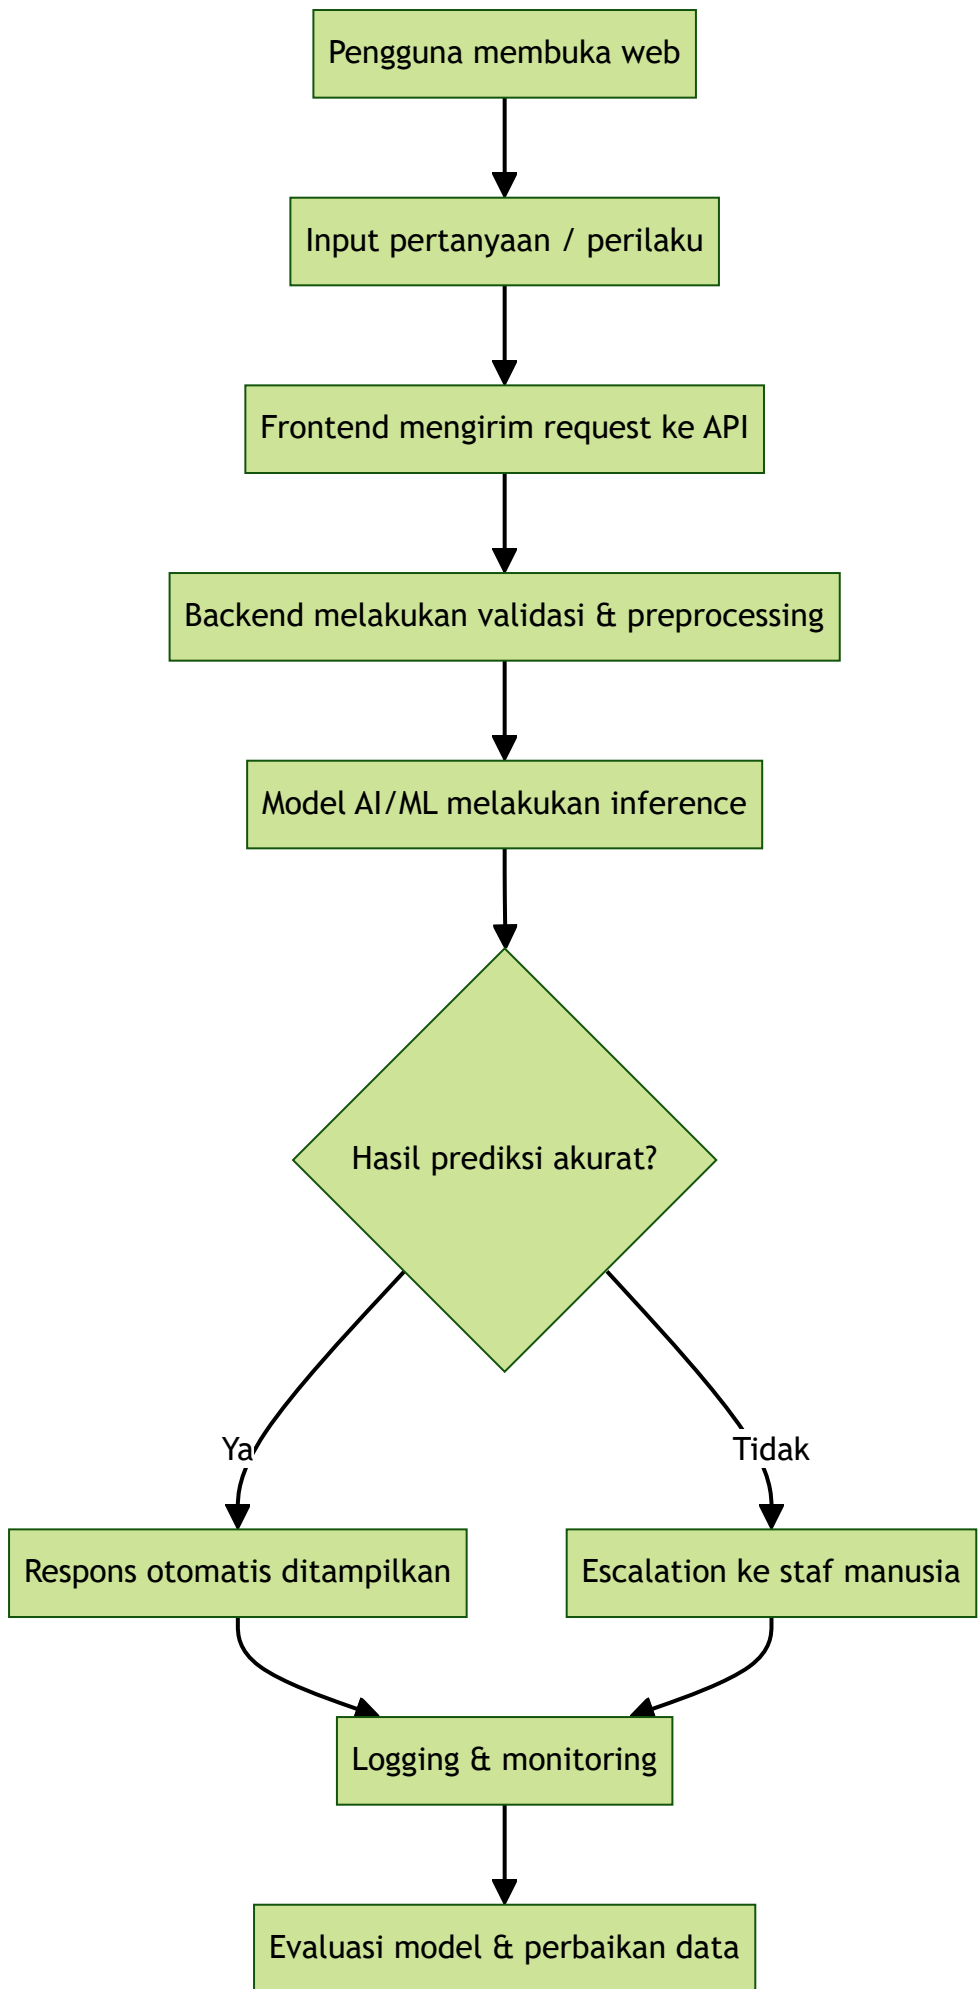 Pengguna membuka web
Input pertanyaan / perilaku
Frontend mengirim request ke API
Backend melakukan validasi & preprocessing
Model AI/ML melakukan inference
Hasil prediksi akurat?
Ya
Tidak
Respons otomatis ditampilkan
Escalation ke staf manusia
Logging & monitoring
Evaluasi model & perbaikan data